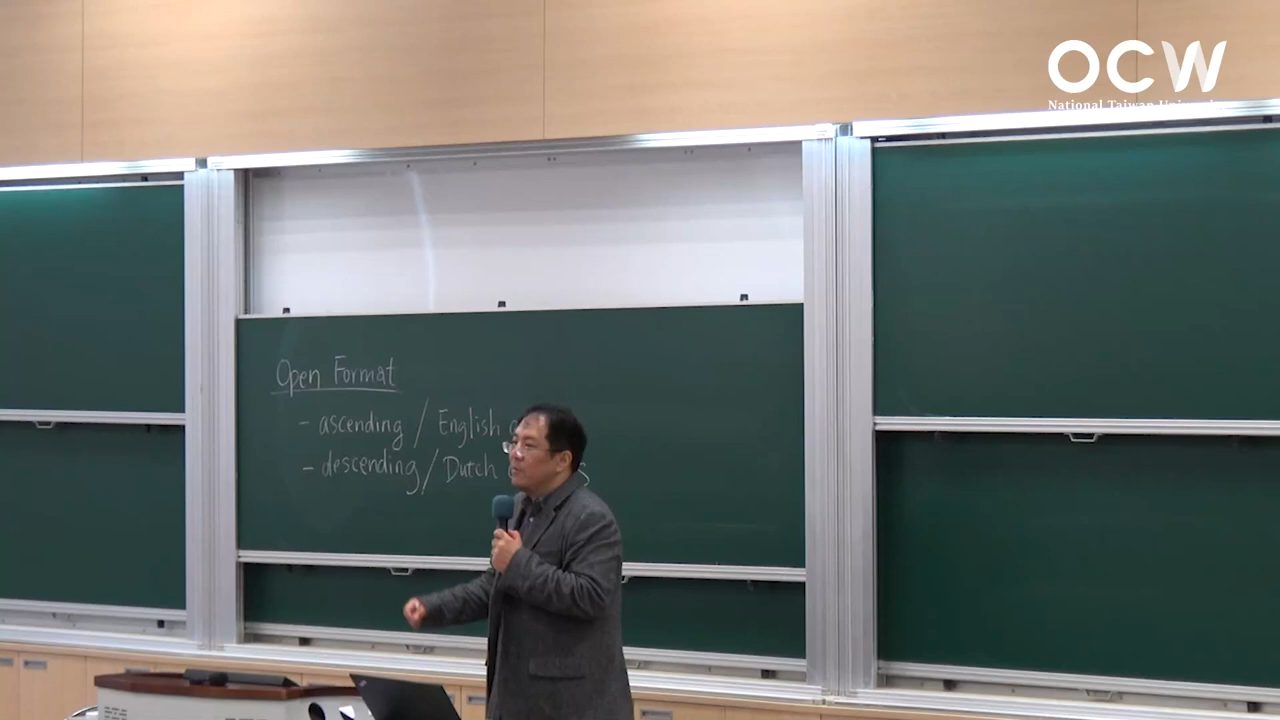 OCW
National Taiwan
Open Format
- ascending / English
- descending / Dutch